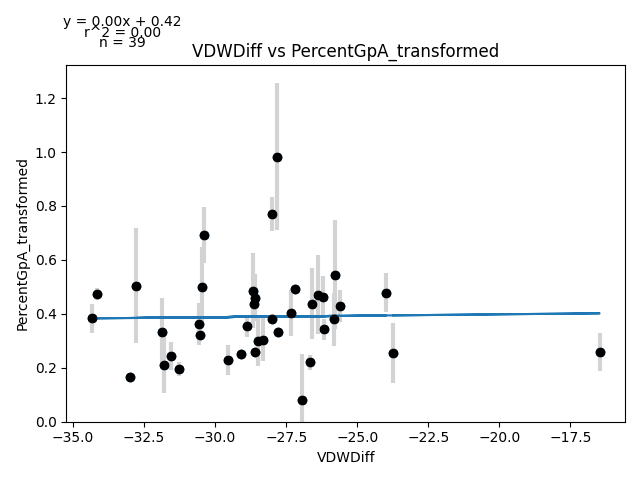 y = 0.00x + 0.42
r^2 = 0.00
n = 39
VDWDiff vs PercentGpA_transformed
PercentGpA_transformed
1.2
1.0
0.8
0.6
0.4
0.2
0.0
−35.0 −32.5 −30.0 −27.5 −25.0 −22.5 −20.0 −17.5
VDWDiff